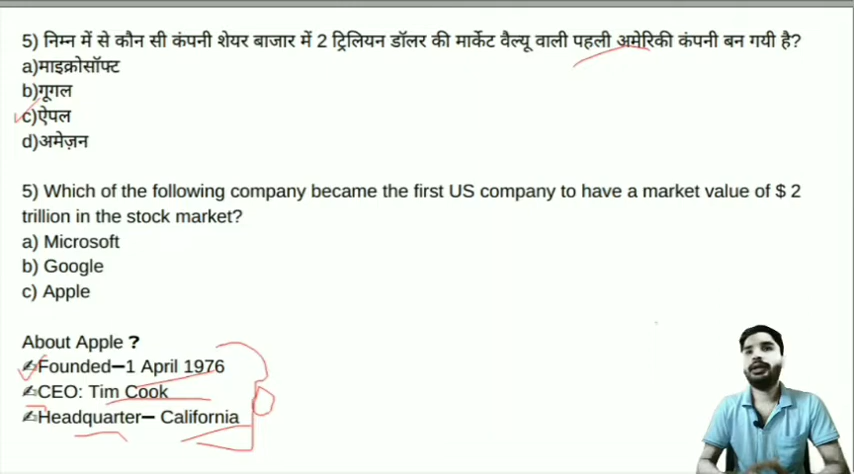 5) निम्न में से कौन सी कंपनी शेयर बाजार में 2 ट्रिलियन डॉलर की मार्केट वैल्यू वाली पहली अमेरिकी कंपनी बन गयी है?
a)माइक्रोसॉफ्ट
b)गूगल
c)ऐपल
d)अमेज़न
5) Which of the following company became the first US company to have a market value of $ 2
trillion in the stock market?
a) Microsoft
b) Google
c) Apple
About Apple ?
✍Founded–1 April 1976
✍CEO: Tim Cook
✍Headquarter– California